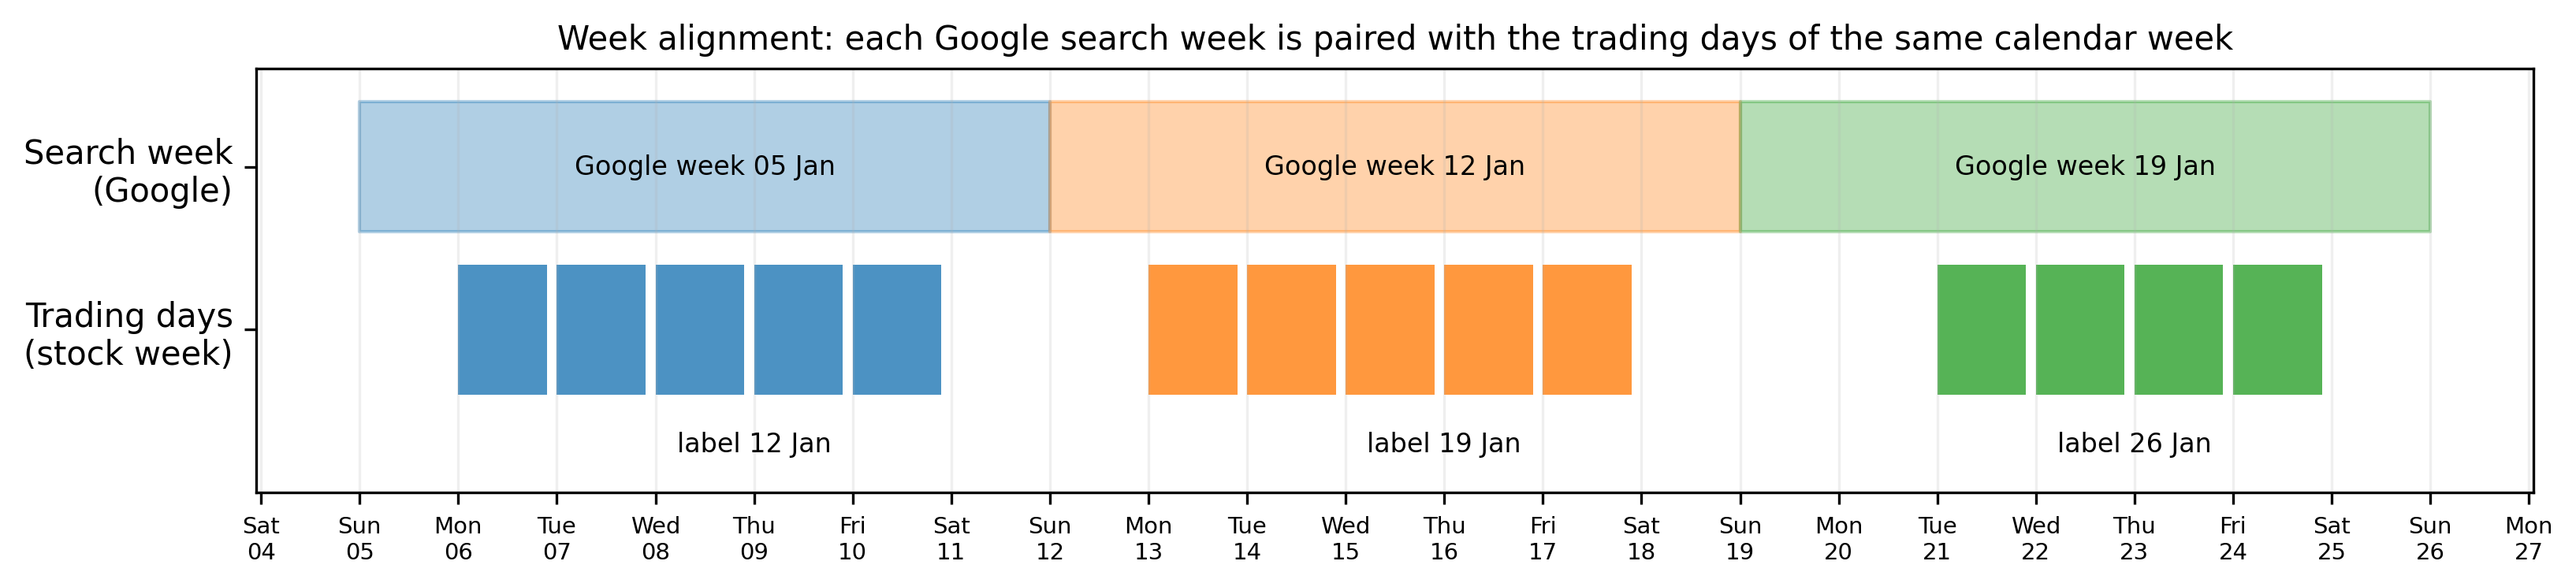 Week alignment: each Google search week is paired with the trading days of the same calendar week
Search week
(Google)
Google week 05 Jan
Google week 12 Jan
Google week 19 Jan
Trading days
(stock week)
label 12 Jan
label 19 Jan
label 26 Jan
Sat Sun Mon Tue Wed Thu Fri Sat Sun Mon Tue Wed Thu Fri Sat Sun Mon Tue Wed Thu Fri Sat Sun Mon
04 05 06 07 08 09 10 11 12 13 14 15 16 17 18 19 20 21 22 23 24 25 26 27